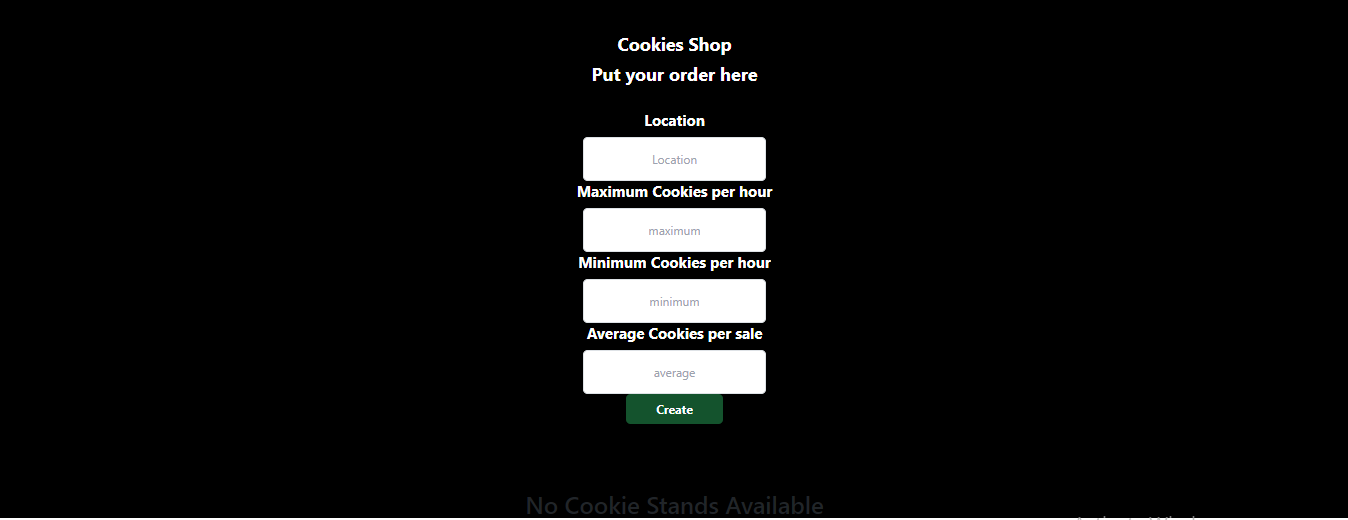 Cookies Shop
Put your order here
Location
Location
Maximum Cookies per hour
maximum
Minimum Cookies per hour
minimum
Average Cookies per sale
average
Create
No Cookie Stands Available